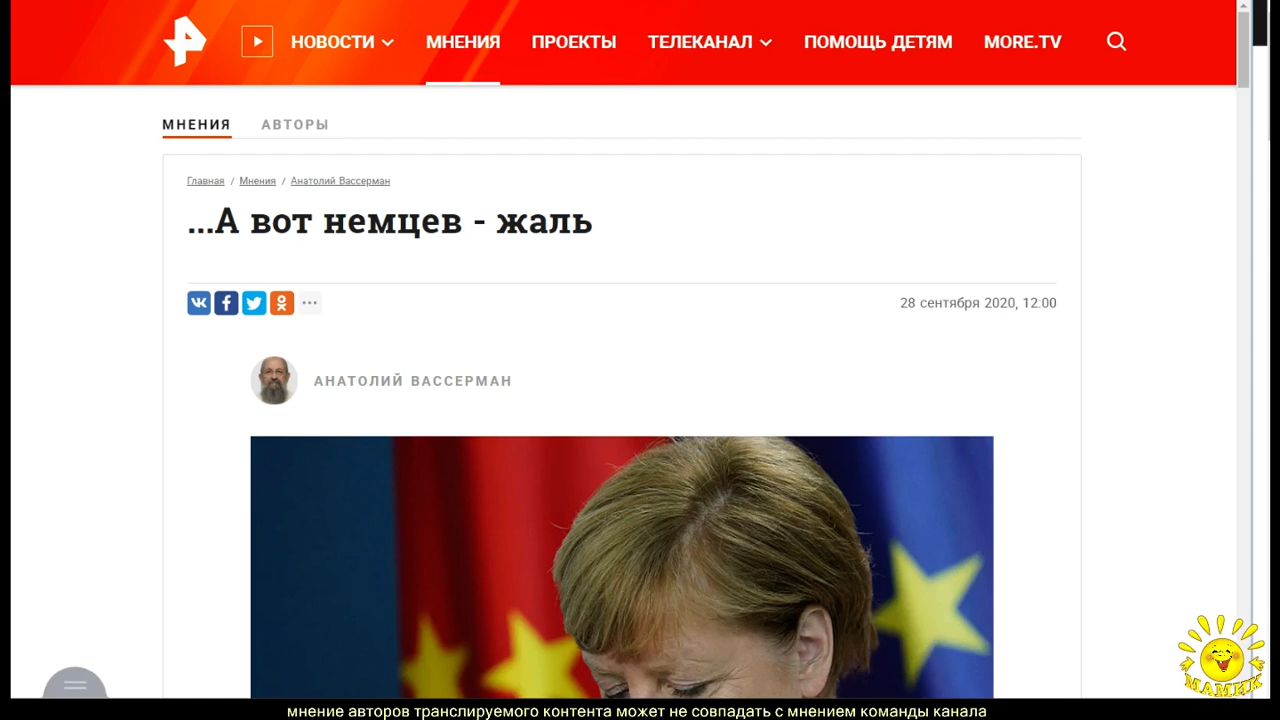 НОВОСТИ МНЕНИЯ ПРОЕКТЫ ТЕЛЕКАНАЛ ПОМОЩЬ ДЕТЯМ MORE.TV
МНЕНИЯ АВТОРЫ
Главная / Мнения / Анатолий Вассерман
...А вот немцев - жаль
28 сентября 2020, 12:00
АНАТОЛИЙ ВАССЕРМАН
МАМИК
мнение авторов транслируемого контента может не совпадать с мнением команды канала